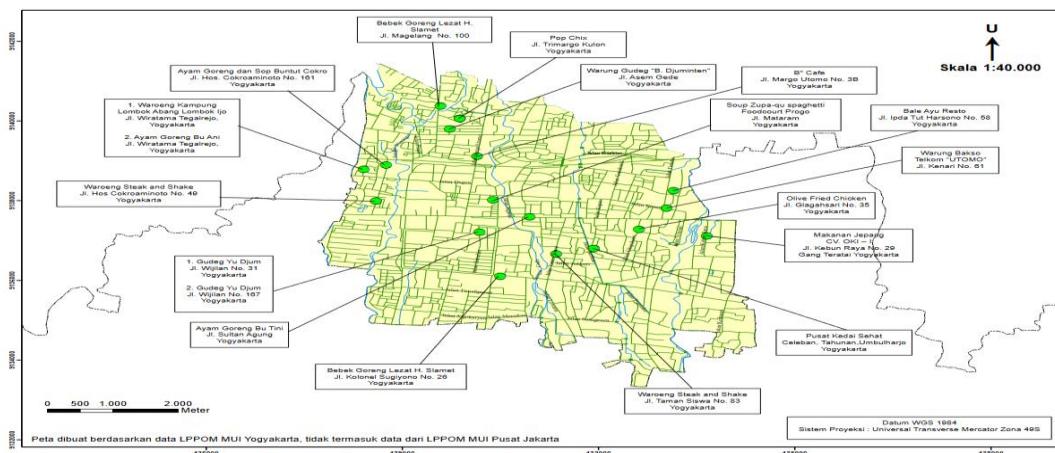 Bebek Goreng Lezat H.
Slamet
Jl. Magelang No. 100
Pop Chix
Jl. Trimargo Kulon
Yogyakarta
U
Skala 1:40.000
Ayam Goreng dan Sop Buntut Cokro
Jl. Hos. Cokroaminoto No. 161
Yogyakarta
Warung Gudeg "B. Djuminten"
Jl. Asem Gede
Yogyakarta
B" Cafe
Jl. Margo Utomo No. 3B
Yogyakarta
1. Waroeng Kampung
Lombok Abang Lombok Ijo
Jl. Wiratama Tegalrejo,
Yogyakarta
2. Ayam Goreng Bu Ani
Jl. Wiratama Tegalrejo,
Yogyakarta
Soup Zupa-qu spaghetti
Foodcourt Progo
Jl. Mataram
Yogyakarta
Bale Ayu Resto
Jl. Ipda Tut Harsono No. 58
Yogyakarta
Warung Bakso
Telkom "UTOMO"
Jl. Kenari No. 61
Waroeng Steak and Shake
Jl. Hos Cokroaminoto No. 49
Yogyakarta
Olive Fried Chicken
Jl. Glagahsari No. 35
Yogyakarta
Makanan Jepang
CV. OKI – I
Jl. Kebun Raya No. 29
Gang Teratai Yogyakarta
1. Gudeg Yu Djum
Jl. Wijilan No. 31
Yogyakarta
2. Gudeg Yu Djum
Jl. Wijilan No. 167
Yogyakarta
Ayam Goreng Bu Tini
Jl. Sultan Agung
Yogyakarta
Pusat Kedai Sehat
Celeban, Tahunan,Umbulharjo
Yogyakarta
Bebek Goreng Lezat H. Slamet
Jl. Kolonel Sugiyono No. 26
Yogyakarta
Waroeng Steak and Shake
Jl. Taman Siswa No. 83
Yogyakarta
0 500 1.000 2.000
Meter
Datum WGS 1984
Sistem Proyeksi : Universal Transverse Mercator Zona 49S
Peta dibuat berdasarkan data LPPOM MUI Yogyakarta, tidak termasuk data dari LPPOM MUI Pusat Jakarta